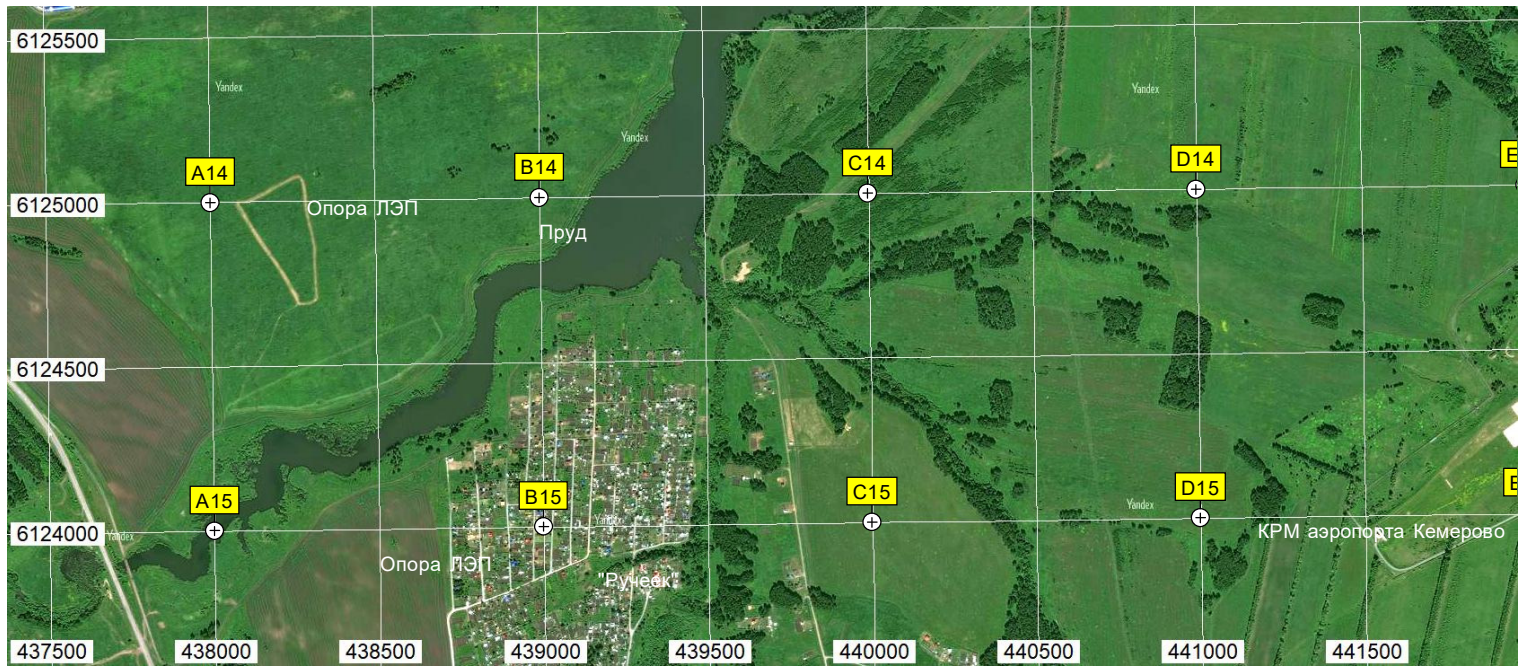 6125500
Yandex
Yandex
Yandex
A14
B14
C14
D14
E
6125000
Опора ЛЭП
Пруд
6124500
A15
B15
C15
D15
E
6124000
Yandex
Yandex
Yandex
КРМ аэропорта Кемерово
Опора ЛЭП
"Ручеек"
437500
438000
438500
439000
439500
440000
440500
441000
441500